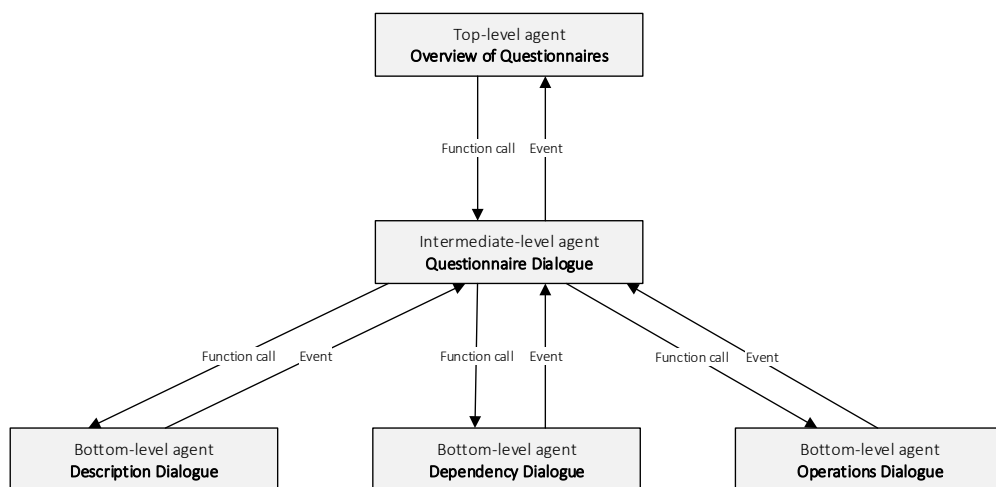 Top-level agent
Overview of Questionnaires
Function call
Event
Intermediate-level agent
Questionnaire Dialogue
Function call
Event
Function call
Event
Function call
Event
Bottom-level agent
Description Dialogue
Bottom-level agent
Dependency Dialogue
Bottom-level agent
Operations Dialogue